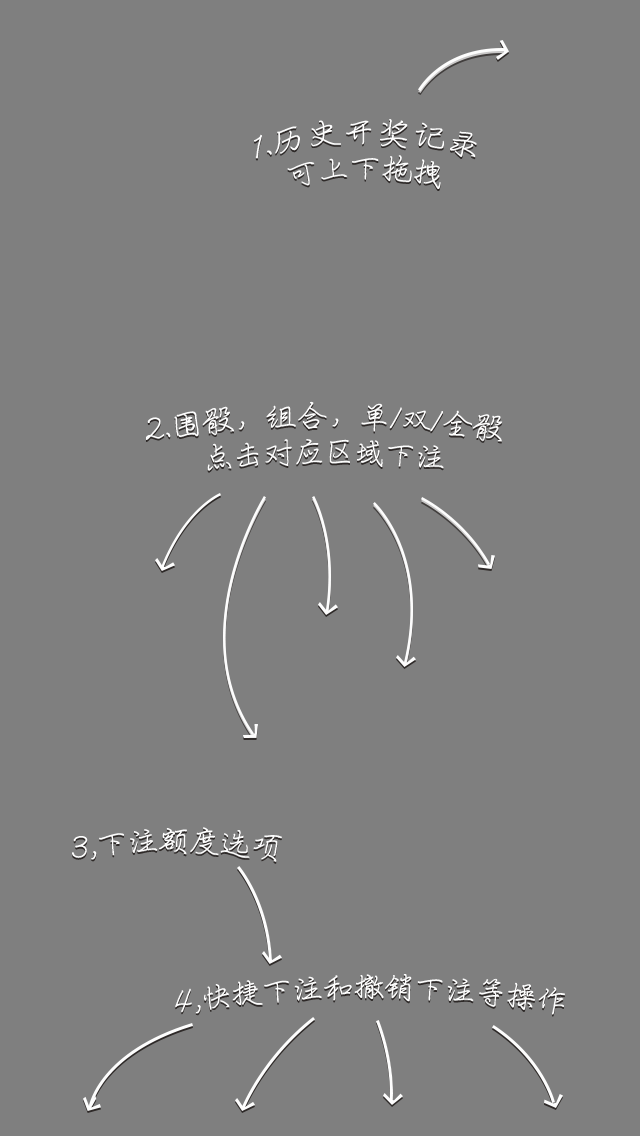 1.历史开奖记录
可上下拖拽
2.围骰，组合，单/双/全骰
点击对应区域下注
3,下注额度选项
4,快捷下注和撤销下注等操作